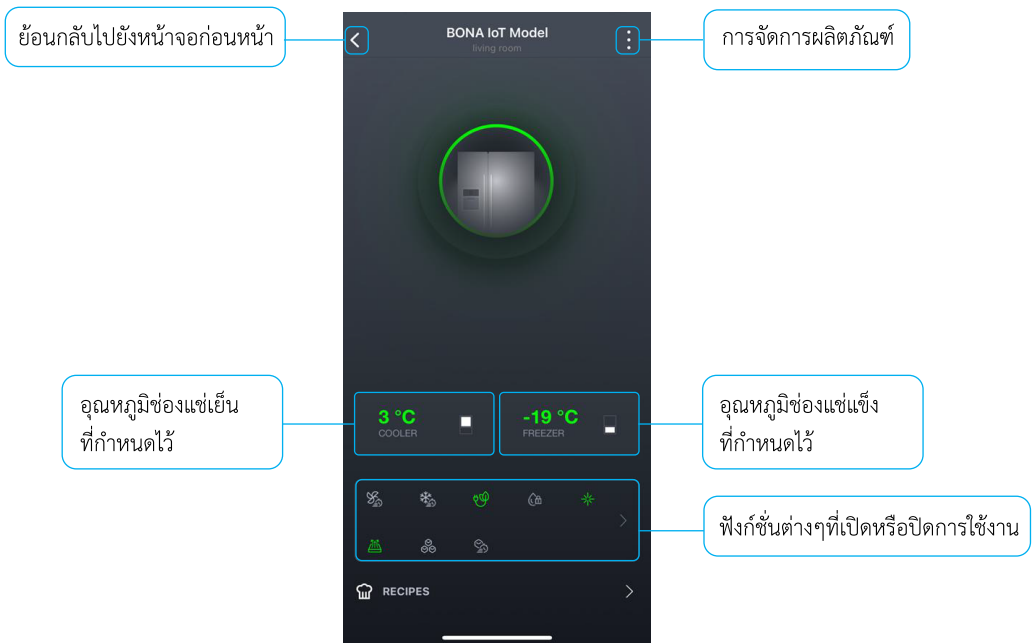 ย้อนกลับไปยังหน้าจอก่อนหน้า
BONA IoT Model
living room
การจัดการผลิตภัณฑ์
อุณหภูมิช่องแช่เย็น
ที่กำหนดไว้
3 °C
COOLER
-19 °C
FREEZER
อุณหภูมิช่องแช่แข็ง
ที่กำหนดไว้
ฟังก์ชั่นต่างๆที่เปิดหรือปิดการใช้งาน
RECIPES